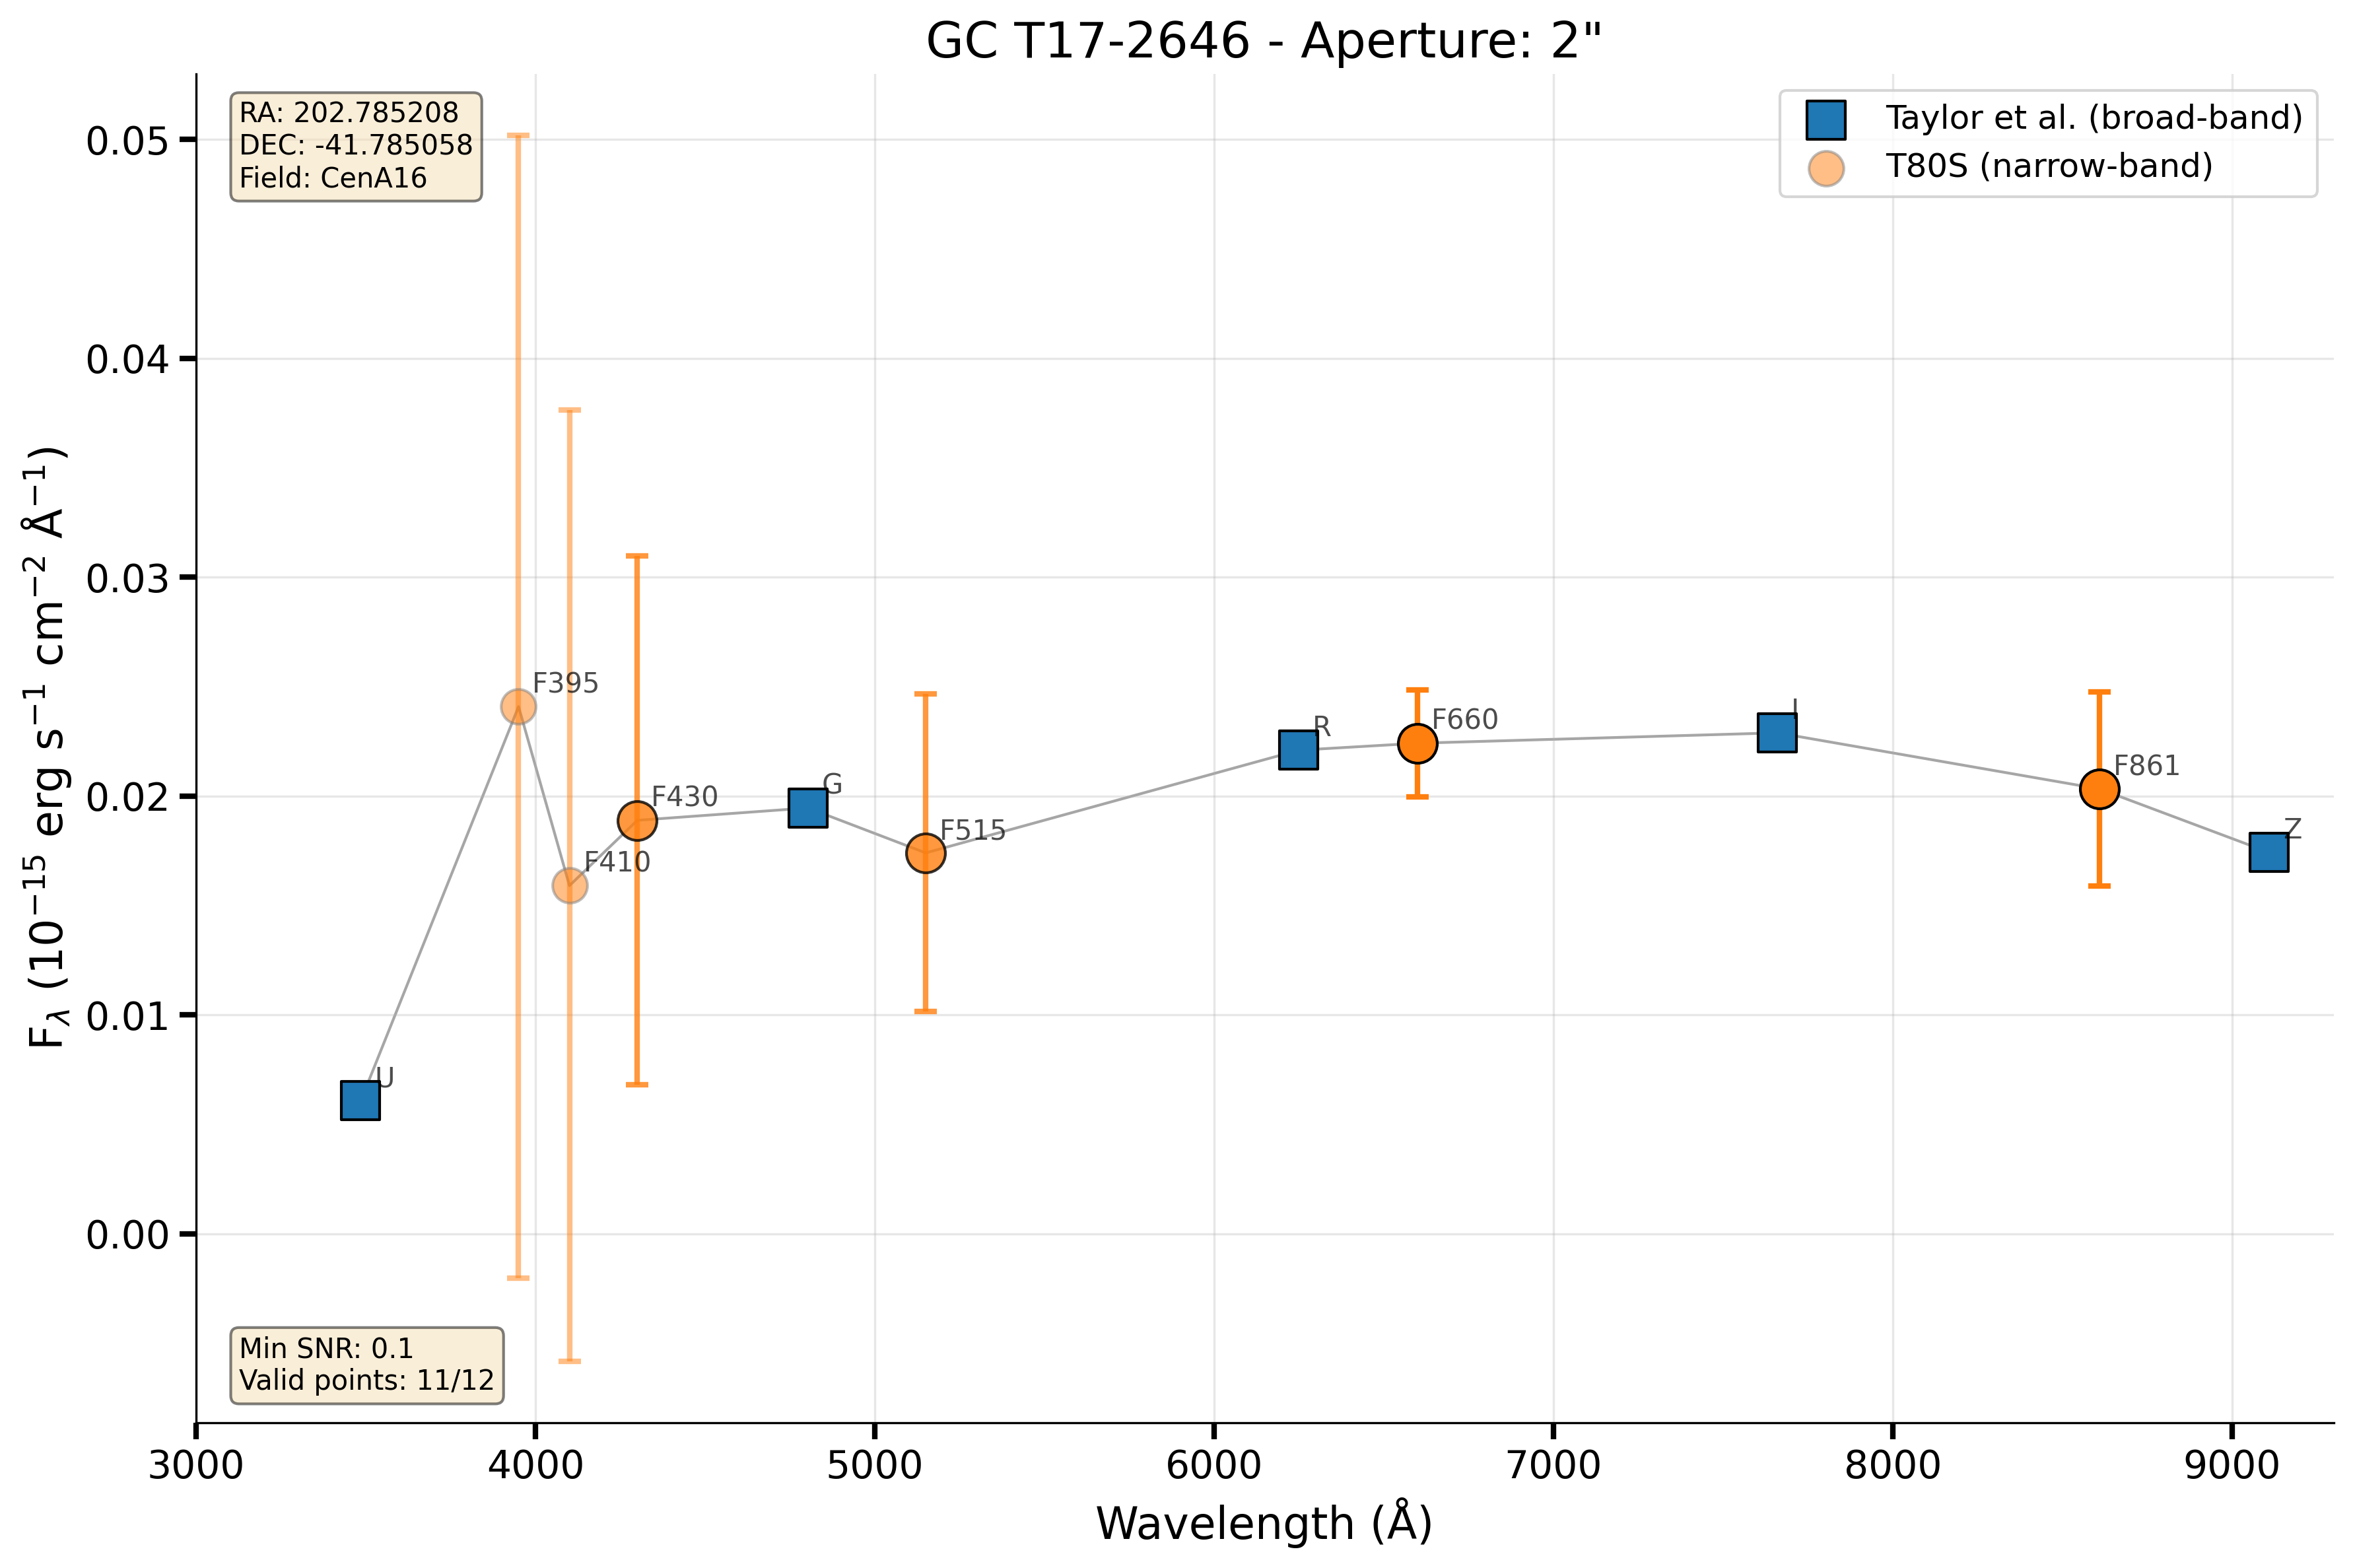 GC T17-2646 - Aperture: 2"
RA: 202.785208
DEC: -41.785058
Field: CenA16
Taylor et al. (broad-band)
T80S (narrow-band)
0.05
0.04
0.03
0.02
0.01
0.00
F$_λ$ (10$^{−15}$ erg s$^{−1}$ cm$^{−2}$ Å$^{−1}$)
U
F395
F410
F430
G
F515
R
F660
I
F861
Z
Min SNR: 0.1
Valid points: 11/12
3000 4000 5000 6000 7000 8000 9000
Wavelength (Å)